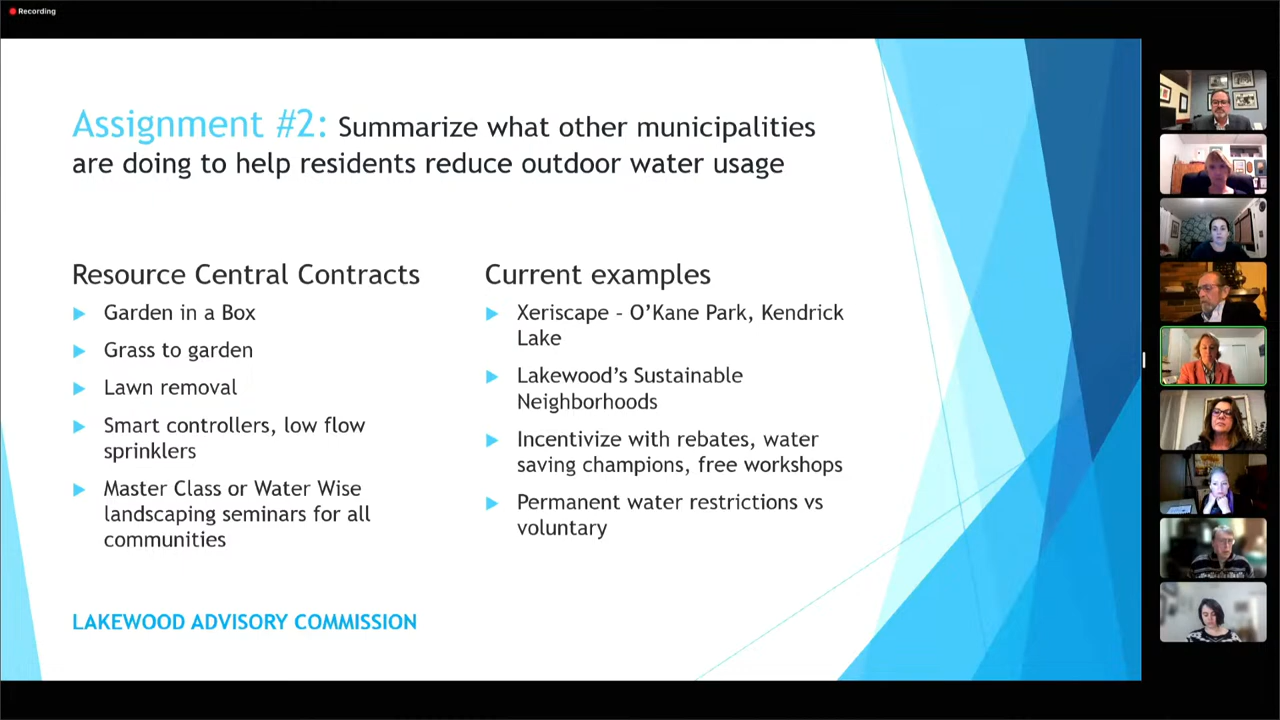 Recording
Assignment #2: Summarize what other municipalities
are doing to help residents reduce outdoor water usage
Resource Central Contracts
Garden in a Box
Grass to garden
Lawn removal
Smart controllers, low flow
sprinklers
Master Class or Water Wise
landscaping seminars for all
communities
Current examples
Xeriscape - O’Kane Park, Kendrick
Lake
Lakewood’s Sustainable
Neighborhoods
Incentivize with rebates, water
saving champions, free workshops
Permanent water restrictions vs
voluntary
LAKEWOOD ADVISORY COMMISSION